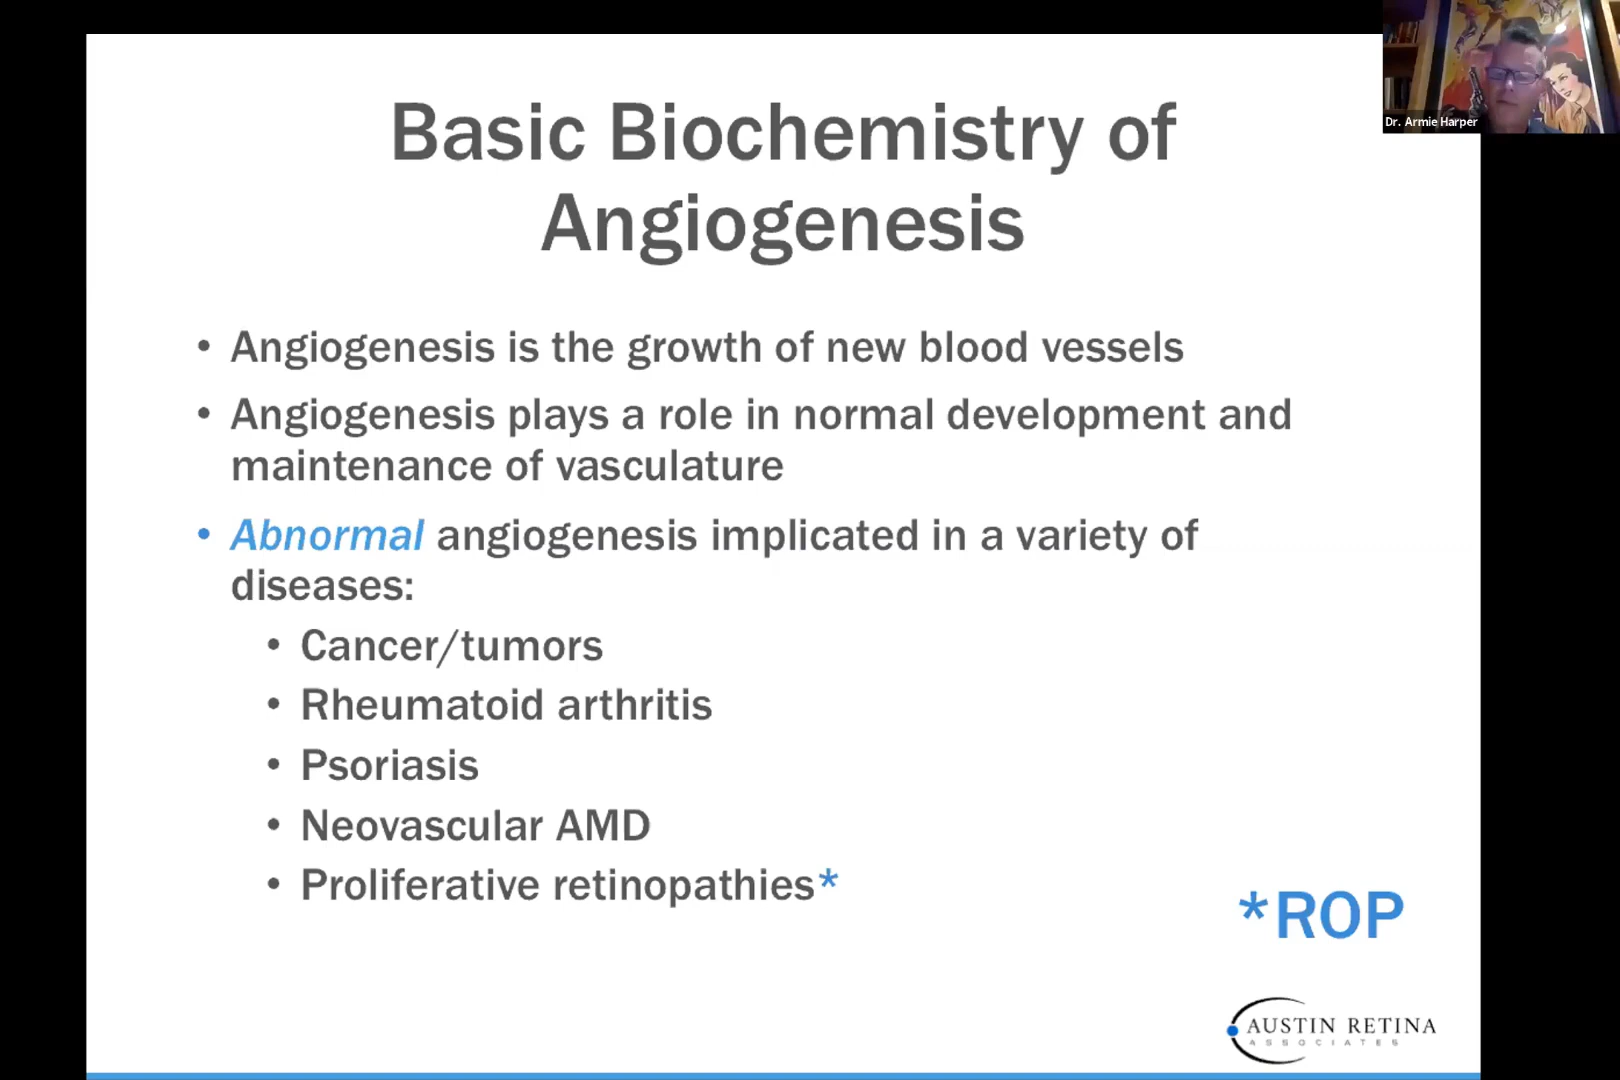 Dr. Armie Harper
Basic Biochemistry of
Angiogenesis
• Angiogenesis is the growth of new blood vessels
• Angiogenesis plays a role in normal development and
maintenance of vasculature
• Abnormal angiogenesis implicated in a variety of
diseases:
• Cancer/tumors
• Rheumatoid arthritis
• Psoriasis
• Neovascular AMD
• Proliferative retinopathies*
*ROP
AUSTIN RETINA
ASSOCIATES